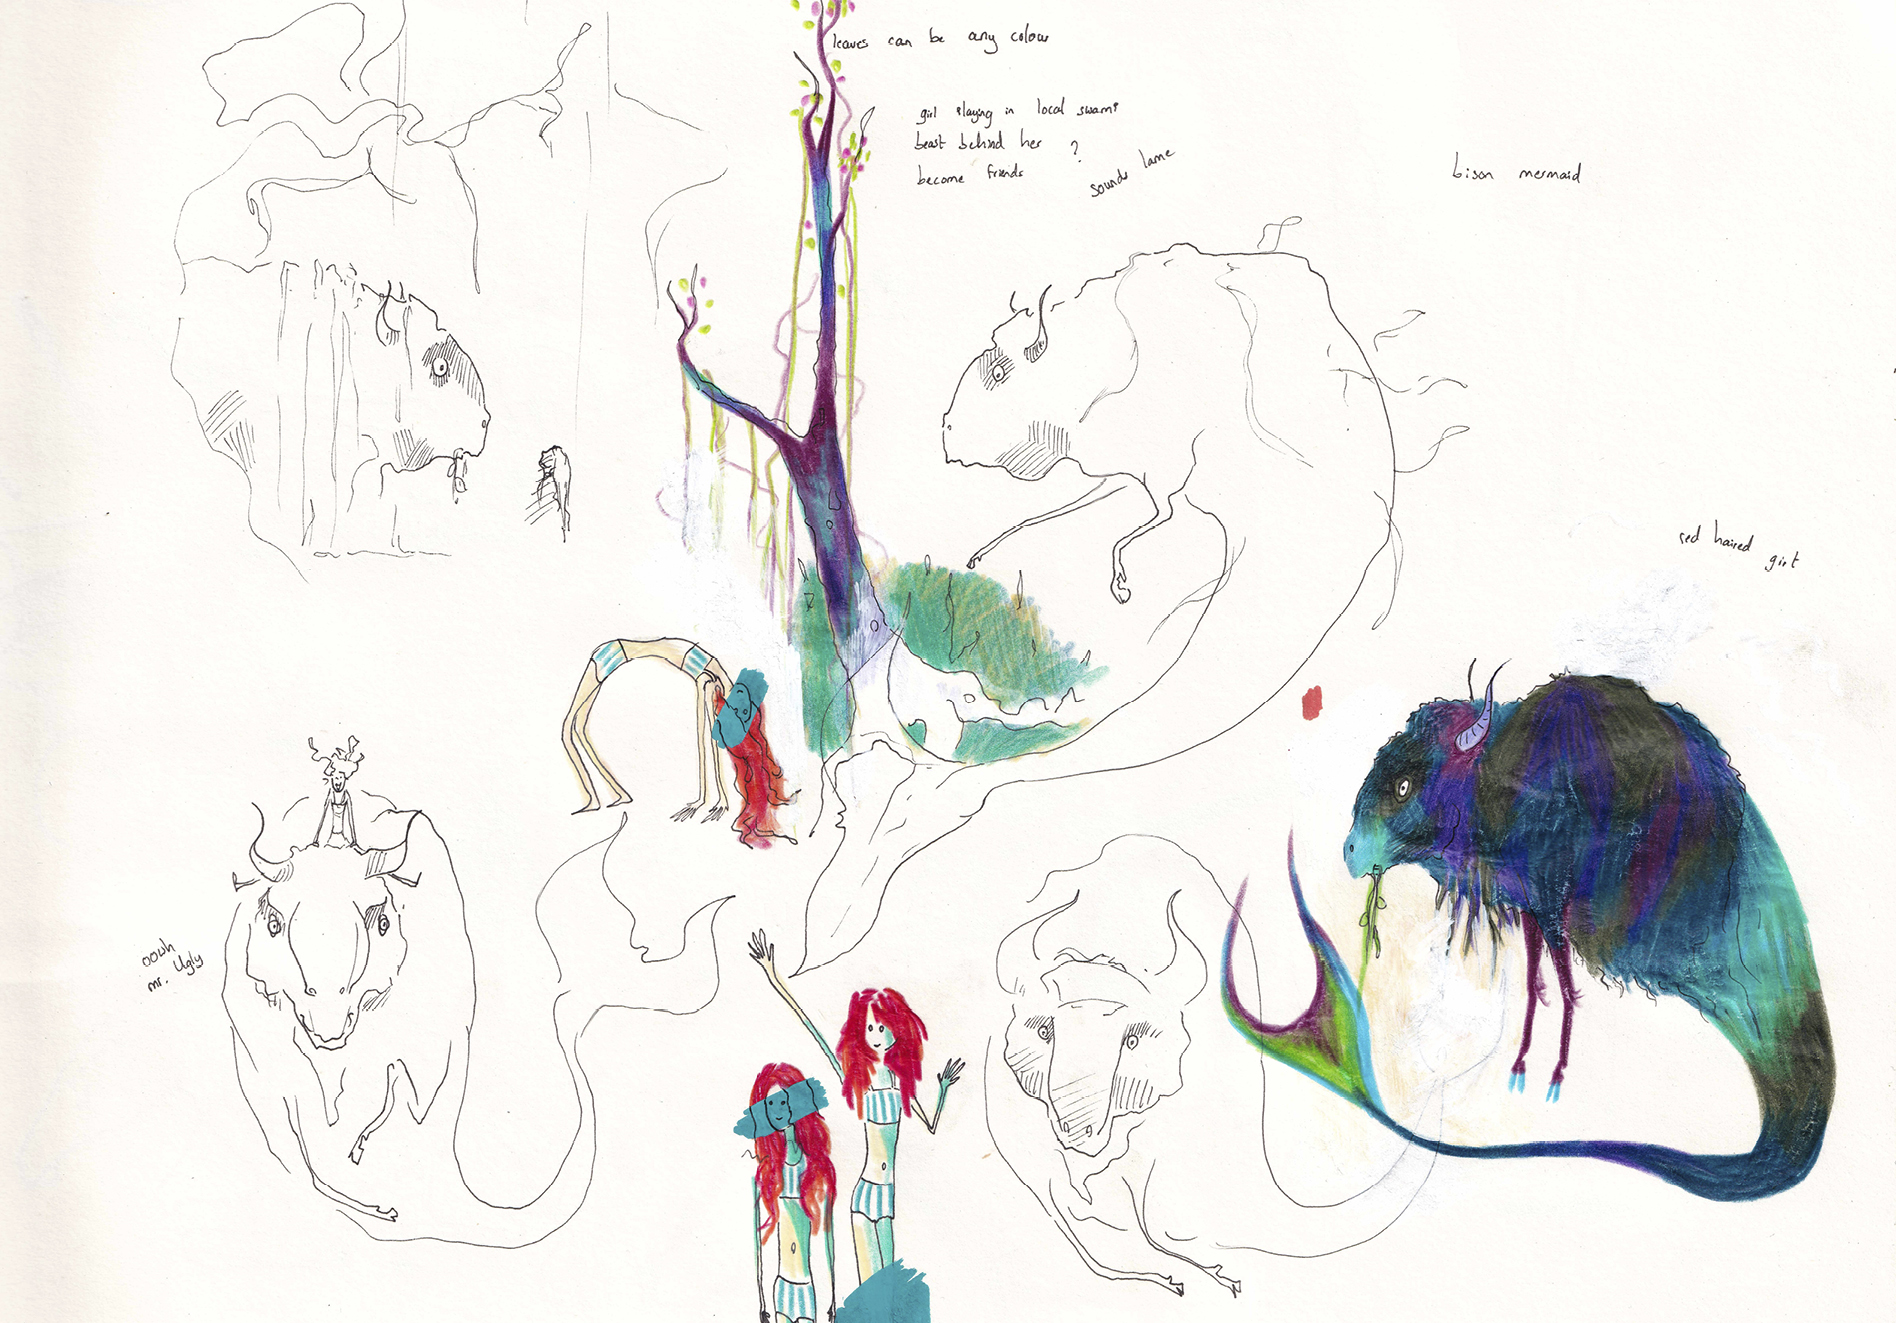 leaves can be any colour
girl playing in local swamp
beast behind her ?
become friends
sounds lame
bison mermaid
red haired girl
oowh
mr. Ugly